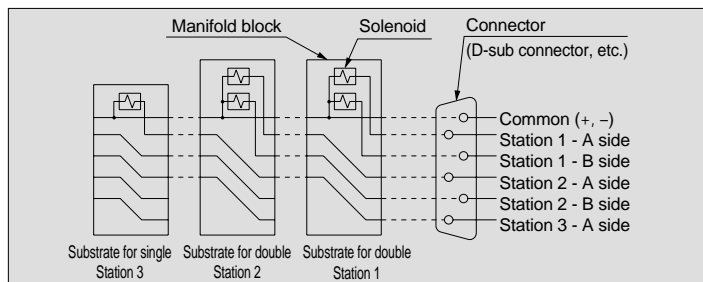 Manifold block
Solenoid
Connector
(D-sub connector, etc.)
Common (+, −)
Station 1 - A side
Station 1 - B side
Station 2 - A side
Station 2 - B side
Station 3 - A side
Substrate for single
Station 3
Substrate for double
Station 2
Substrate for double
Station 1